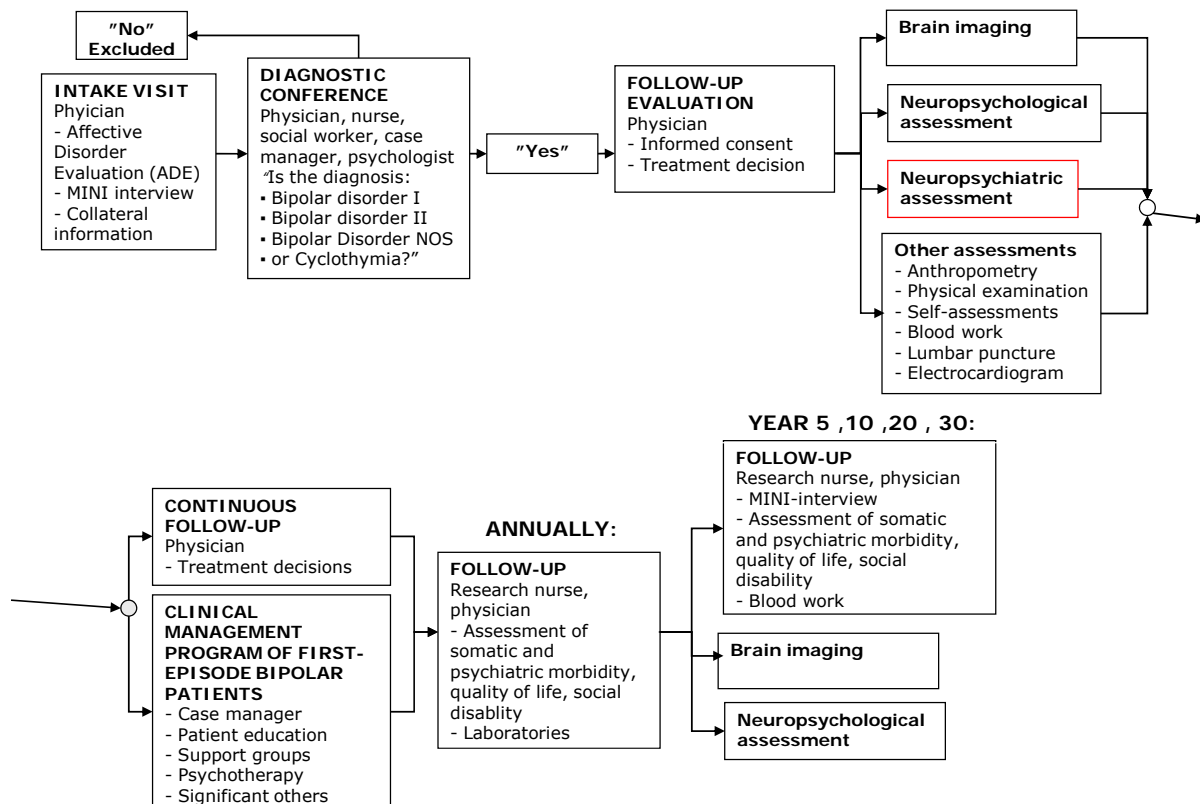 "No"
Excluded
INTAKE VISIT
Phyician
- Affective
Disorder
Evaluation (ADE)
- MINI interview
- Collateral
information
DIAGNOSTIC
CONFERENCE
Physician, nurse,
social worker, case
manager, psychologist
"Is the diagnosis:
▪ Bipolar disorder I
▪ Bipolar disorder II
▪ Bipolar Disorder NOS
▪ or Cyclothymia?"
"Yes"
FOLLOW-UP
EVALUATION
Physician
- Informed consent
- Treatment decision
Brain imaging
Neuropsychological
assessment
Neuropsychiatric
assessment
Other assessments
- Anthropometry
- Physical examination
- Self-assessments
- Blood work
- Lumbar puncture
- Electrocardiogram
CONTINUOUS
FOLLOW-UP
Physician
- Treatment decisions
CLINICAL
MANAGEMENT
PROGRAM OF FIRST-
EPISODE BIPOLAR
PATIENTS
- Case manager
- Patient education
- Support groups
- Psychotherapy
- Significant others
ANNUALLY:
FOLLOW-UP
Research nurse,
physician
- Assessment of
somatic and
psychiatric morbidity,
quality of life, social
disablity
- Laboratories
YEAR 5 ,10 ,20 , 30:
FOLLOW-UP
Research nurse, physician
- MINI-interview
- Assessment of somatic
and psychiatric morbidity,
quality of life, social
disability
- Blood work
Brain imaging
Neuropsychological
assessment